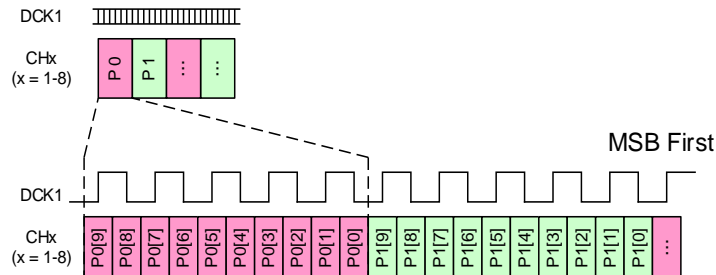 DCK1
CHx
(x = 1-8)
P0
P1
...
...
MSB First
DCK1
CHx
(x = 1-8)
P0[9]
P0[8]
P0[7]
P0[6]
P0[5]
P0[4]
P0[3]
P0[2]
P0[1]
P0[0]
P1[9]
P1[8]
P1[7]
P1[6]
P1[5]
P1[4]
P1[3]
P1[2]
P1[1]
P1[0]
...